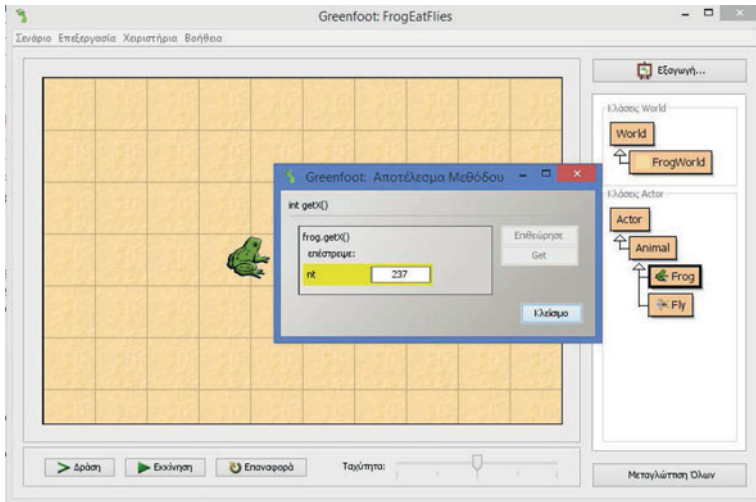 Greenfoot: FrogEatFlies
Σενάριο Επεξεργασία Χειριστήρια Βοήθεια
Εξαγωγή...
Κλάσεις World
World
FrogWorld
Κλάσεις Actor
Actor
Animal
Frog
Fly
Greenfoot: Αποτέλεσμα Μεθόδου
int getX()
frog.getX()
επέστρεψε:
int 237
Επιθεώρησε
Get
Κλείσιμο
Δράση Εκκίνηση Επαναφορά Ταχύτητα:
Μεταγλώττιση Όλων